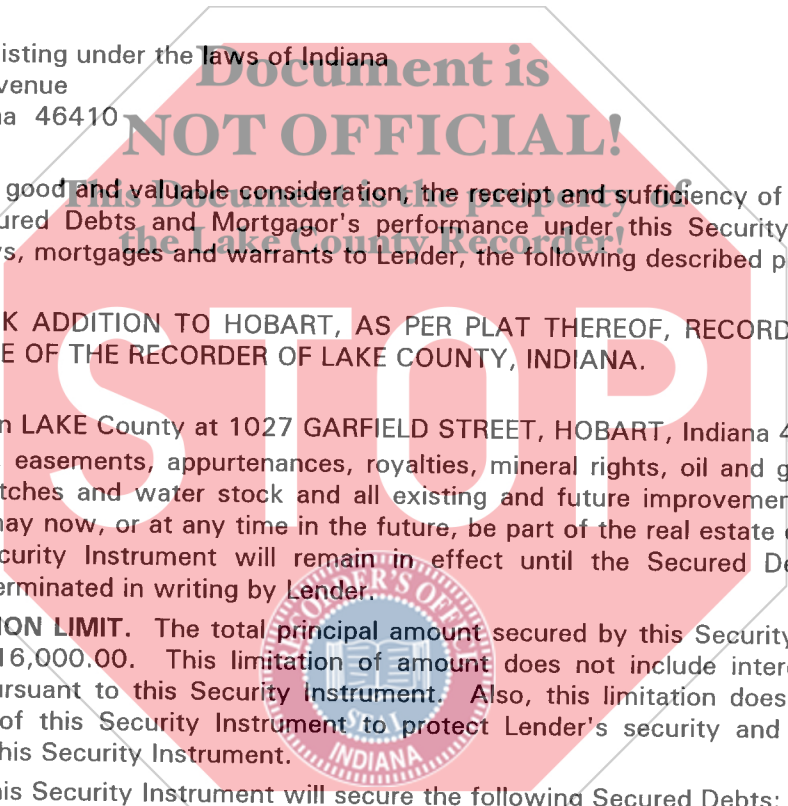 isting under the laws of Indiana
venue
na 46410
Document is
NOT OFFICIAL!
This Document is the property of
the Lake County Recorder!
good and valuable consideration, the receipt and sufficiency of
ured Debts and Mortgagor's performance under this Security
s, mortgages and warrants to Lender, the following described p
K ADDITION TO HOBART, AS PER PLAT THEREOF, RECORD
E OF THE RECORDER OF LAKE COUNTY, INDIANA.
STOP
n LAKE County at 1027 GARFIELD STREET, HOBART, Indiana 4
easements, appurtenances, royalties, mineral rights, oil and g
tches and water stock and all existing and future improvemen
may now, or at any time in the future, be part of the real estate
curity Instrument will remain in effect until the Secured De
erminated in writing by Lender.
ION LIMIT. The total principal amount secured by this Security
16,000.00. This limitation of amount does not include inter
ursuant to this Security Instrument. Also, this limitation does
of this Security Instrument to protect Lender's security and
his Security Instrument.
RECORDER'S OFFICE
SEAL
INDIANA
his Security Instrument will secure the following Secured Debts: